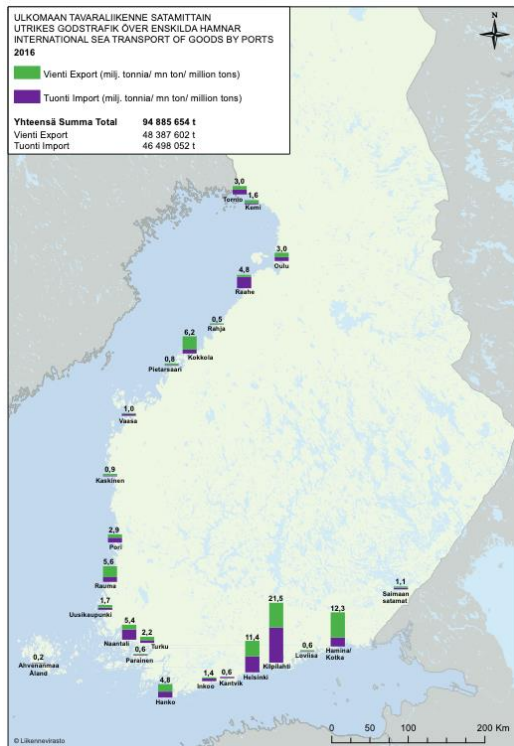 ULKOMAAN TAVARALIIKENNE SATAMITTAIN
UTRIKES GODSTRAFIK ÖVER ENSKILDA HAMNAR
INTERNATIONAL SEA TRANSPORT OF GOODS BY PORTS
2016
Vienti Export (milj. tonnia/ mn ton/ million tons)
Tuonti Import (milj. tonnia/ mn ton/ million tons)
Yhteensä Summa Total 94 885 654 t
Vienti Export 48 387 602 t
Tuonti Import 46 498 052 t
N
3,0
Tornio
1,6
Kemi
3,0
Oulu
4,8
Raahe
0,5
Rahja
6,2
Kokkola
0,8
Pietarsaari
1,0
Vaasa
0,9
Kaskinen
2,9
Pori
5,6
Rauma
1,7
Uusikaupunki
5,4
Naantali
2,2
Turku
0,6
Parainen
0,2
Ahvenanmaa
Åland
4,8
Hanko
1,4
Inkoo
0,6
Kantvik
11,4
Helsinki
21,5
Kilpilahti
0,6
Loviisa
12,3
Hamina/
Kotka
1,1
Saimaan
satamat
0 50 100 200 Km
© Liikennevirasto